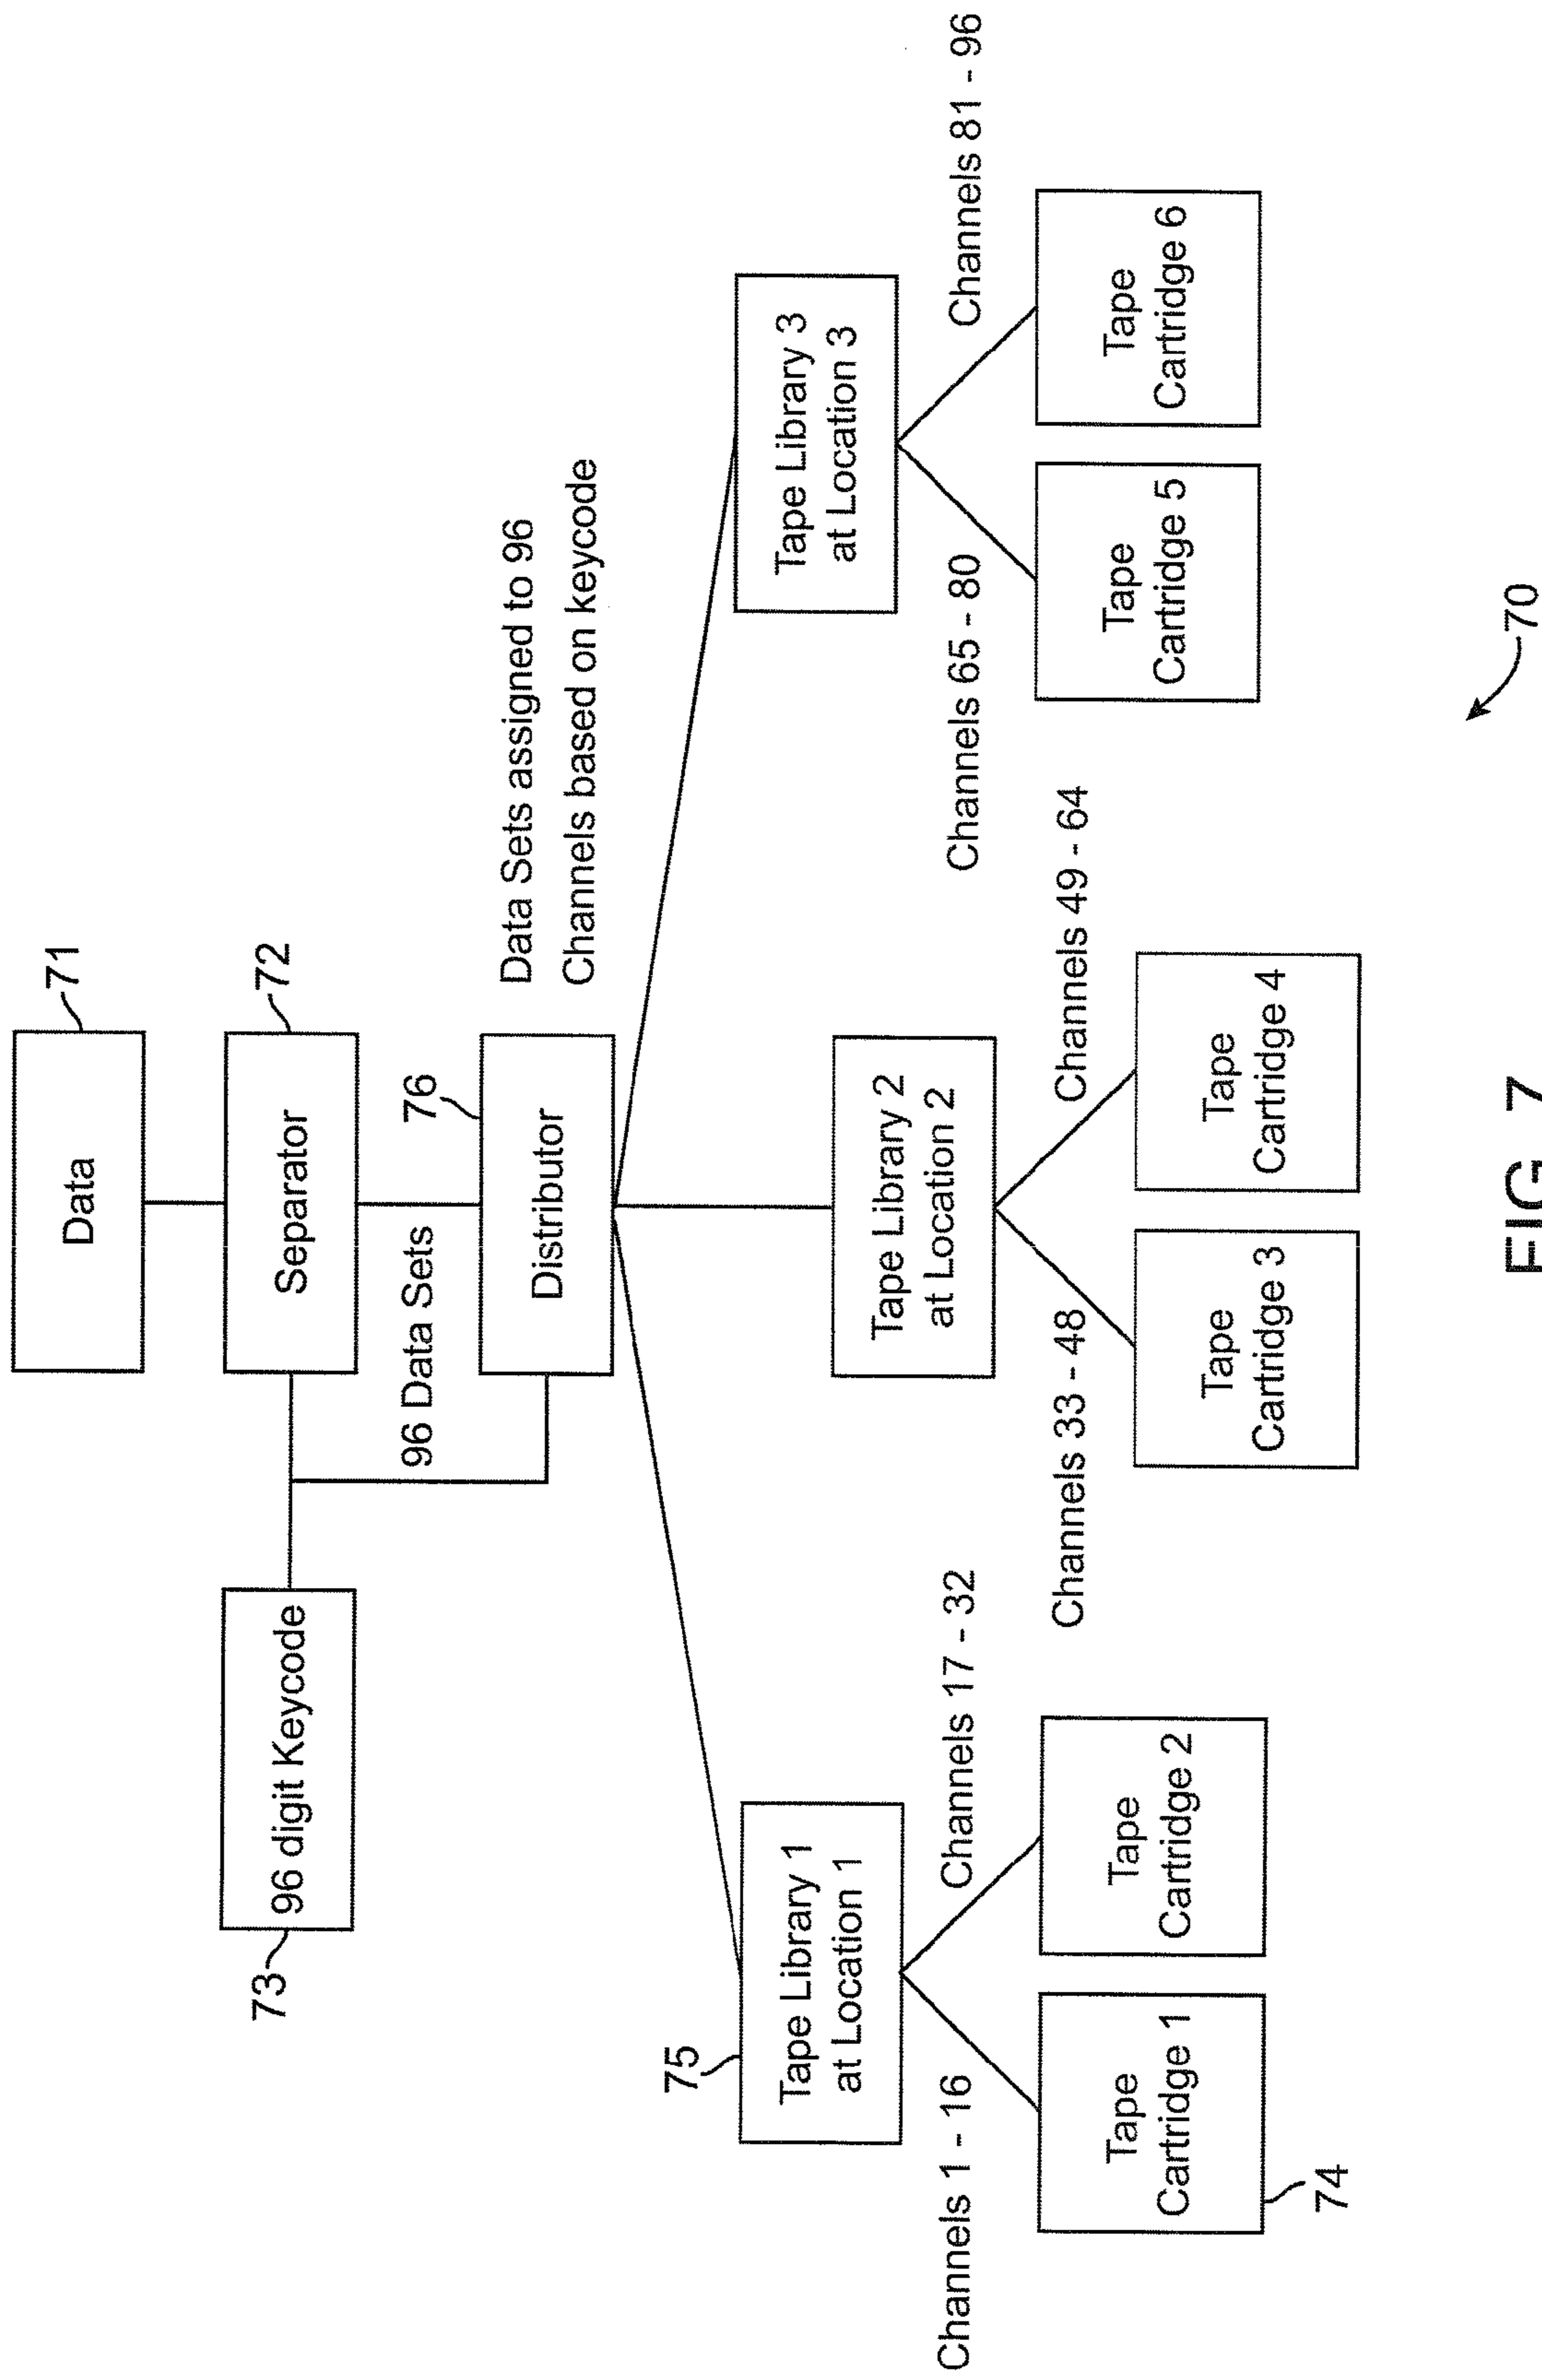 Data
71
Separator
72
73
96 digit Keycode
96 Data Sets
76
Distributor
Data Sets assigned to 96
Channels based on keycode
75
Tape Library 1
at Location 1
Tape Library 2
at Location 2
Tape Library 3
at Location 3
Channels 1 - 16
Channels 17 - 32
Channels 33 - 48
Channels 49 - 64
Channels 65 - 80
Channels 81 - 96
Tape
Cartridge 1
Tape
Cartridge 2
Tape
Cartridge 3
Tape
Cartridge 4
Tape
Cartridge 5
Tape
Cartridge 6
74
70
FIG. 7